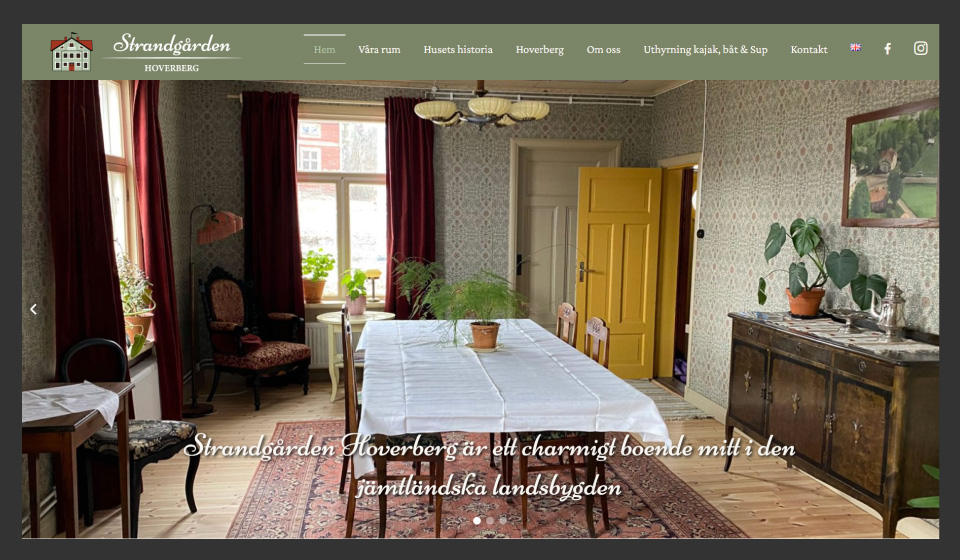 Strandgården
HOVERBERG
Hem Våra rum Husets historia Hoverberg Om oss Uthyrning kajak, båt & Sup Kontakt
Strandgården Hoverberg är ett charmigt boende mitt i den
jämtländska landsbygden